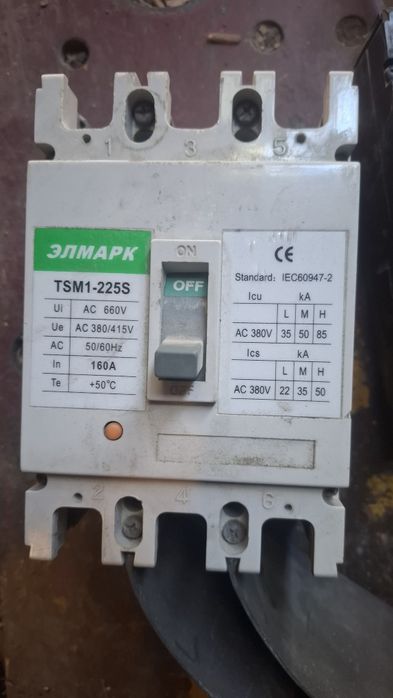 1 3 5
ЭЛМАРК
TSM1-225S
Ui AC 660V
Ue AC 380/415V
AC 50/60Hz
In 160A
Te +50°C
ON
OFF
OFF
CE
Standard: IEC60947-2
Icu kA
L M H
AC 380V 35 50 85
Ics kA
L M H
AC 380V 22 35 50
2 4 6